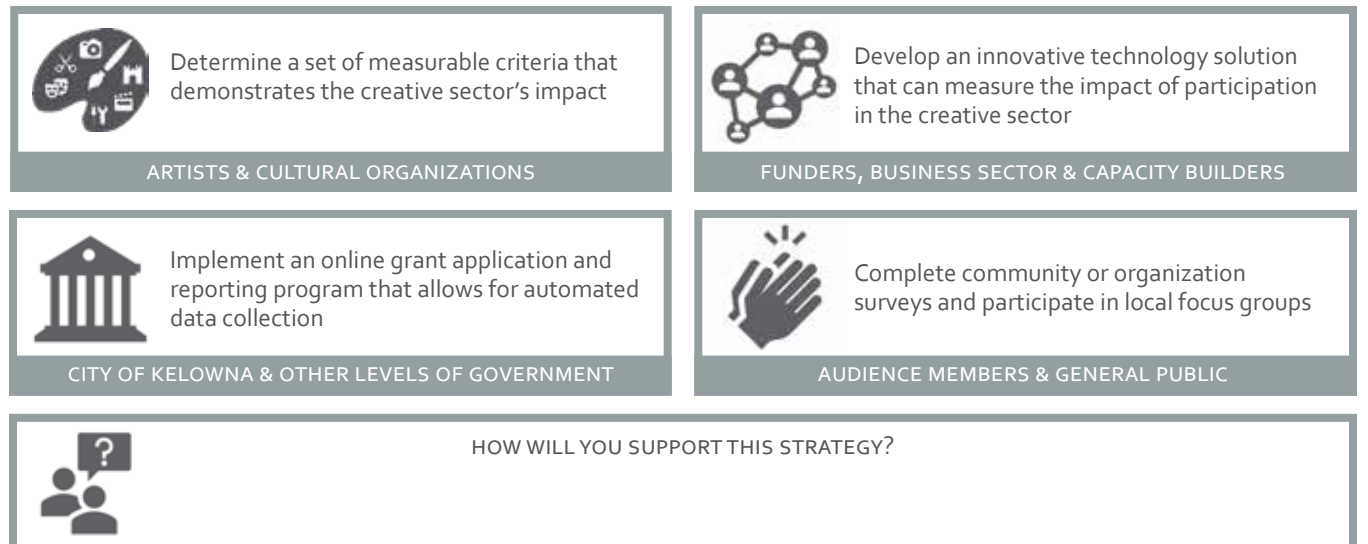 Determine a set of measurable criteria that
demonstrates the creative sector's impact
ARTISTS & CULTURAL ORGANIZATIONS
Develop an innovative technology solution
that can measure the impact of participation
in the creative sector
FUNDERS, BUSINESS SECTOR & CAPACITY BUILDERS
Implement an online grant application and
reporting program that allows for automated
data collection
CITY OF KELOWNA & OTHER LEVELS OF GOVERNMENT
Complete community or organization
surveys and participate in local focus groups
AUDIENCE MEMBERS & GENERAL PUBLIC
?
HOW WILL YOU SUPPORT THIS STRATEGY?